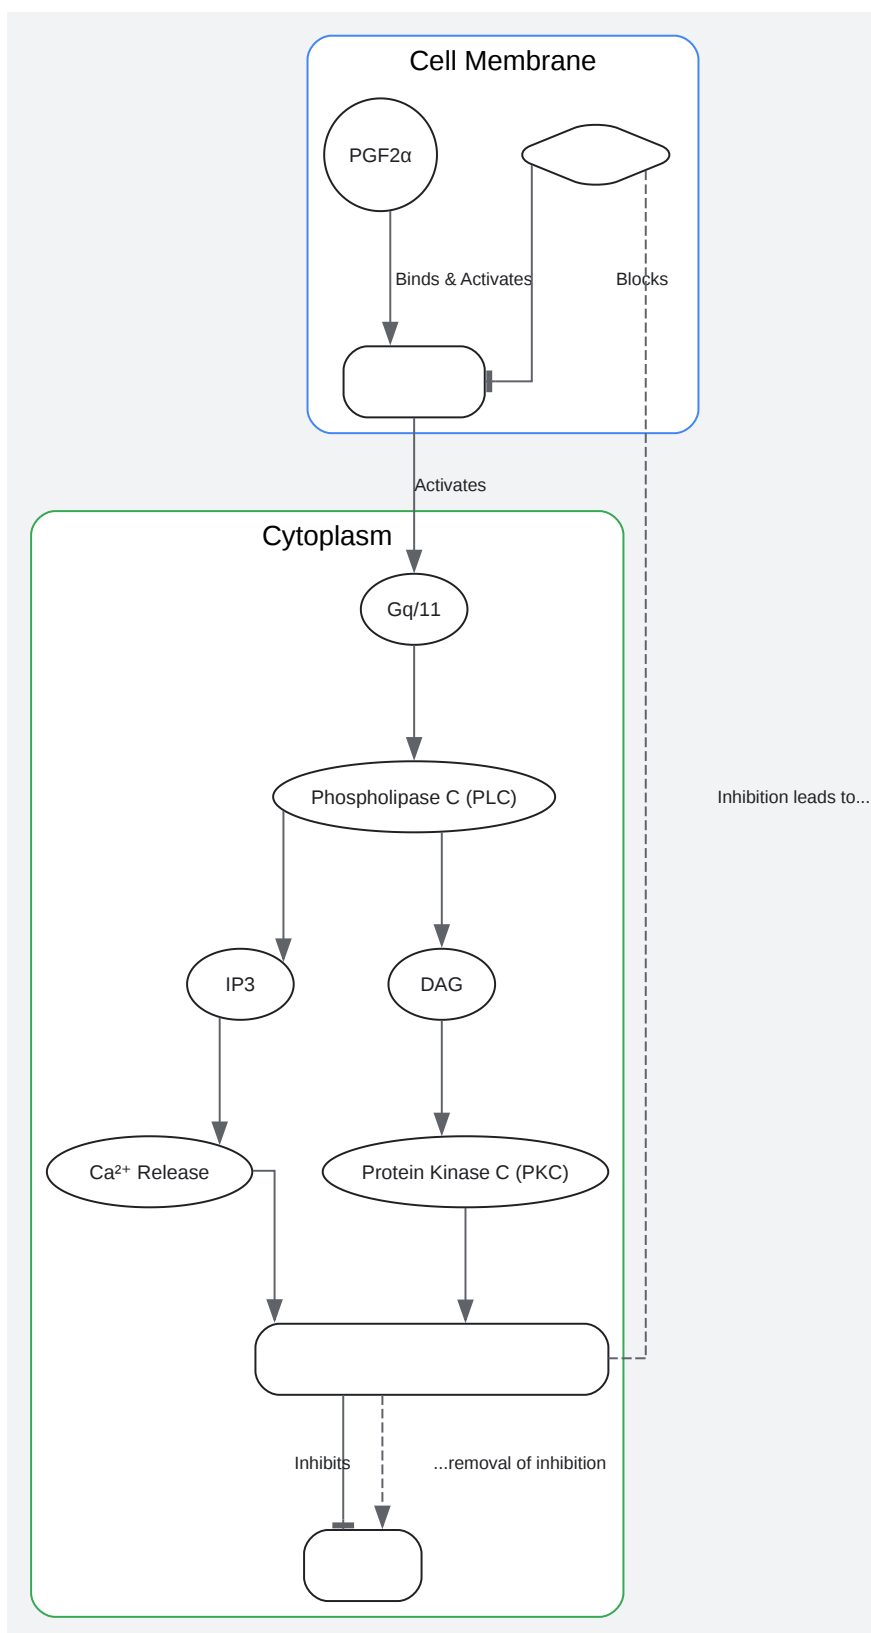 Cell Membrane
PGF2α
Binds & Activates
Blocks
Activates
Cytoplasm
Gq/11
Phospholipase C (PLC)
Inhibition leads to...
IP3
DAG
Ca²⁺ Release
Protein Kinase C (PKC)
Inhibits
...removal of inhibition